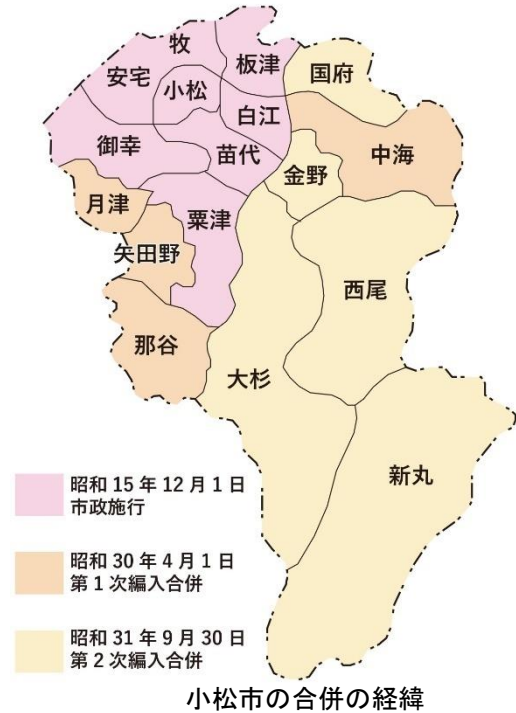 牧
板津
安宅
国府
小松
白江
御幸
苗代
中海
金野
月津
粟津
矢田野
西尾
那谷
大杉
新丸
昭和 15 年 12 月 1 日
市政施行
昭和 30 年 4 月 1 日
第 1 次編入合併
昭和 31 年 9 月 30 日
第 2 次編入合併
小松市の合併の経緯